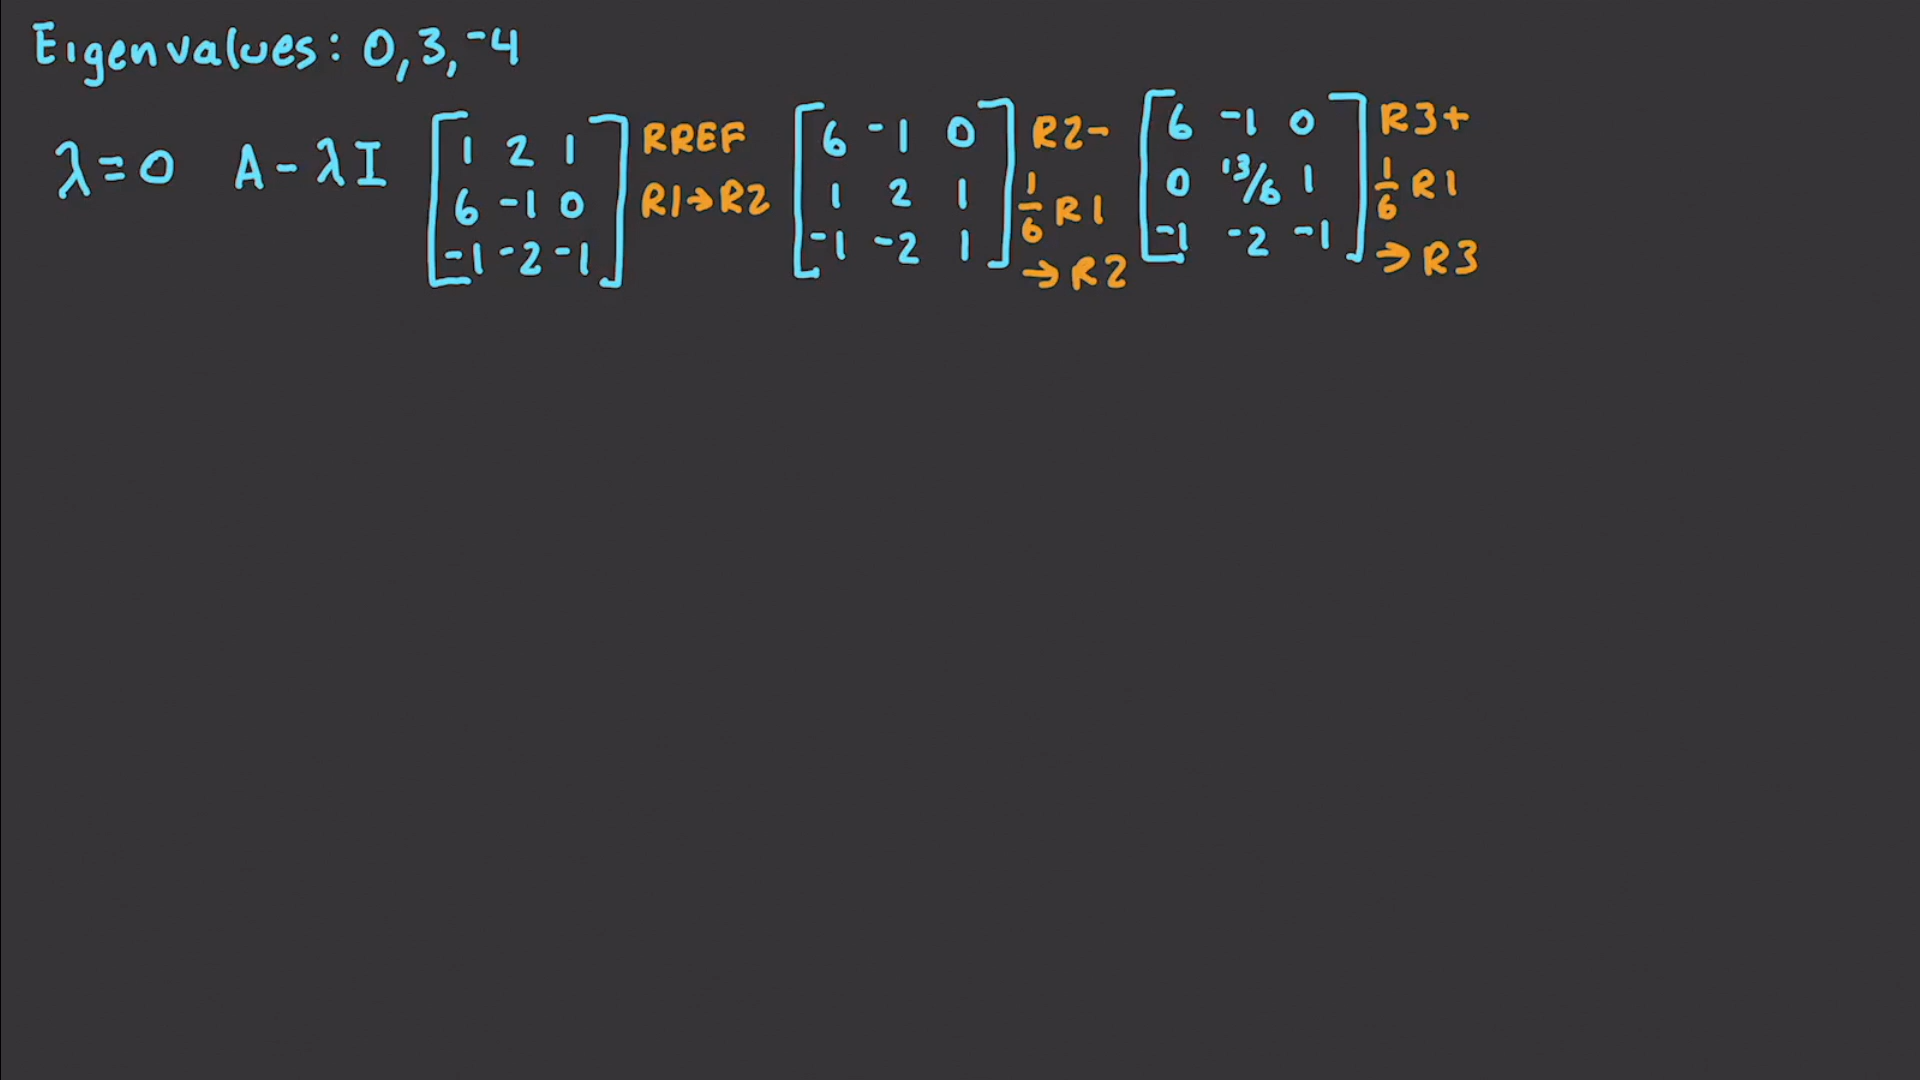 Eigenvalues: 0, 3, -4
λ=0 A-λI [1 2 1 RREF [6 -1 0] R2- [6 -1 0] R3+
6 -1 0 R1→R2 1 2 1 1/6 R1 0 13/6 1 1/6 R1
-1 -2 -1] -1 -2 1 →R2 -1 -2 -1 →R3